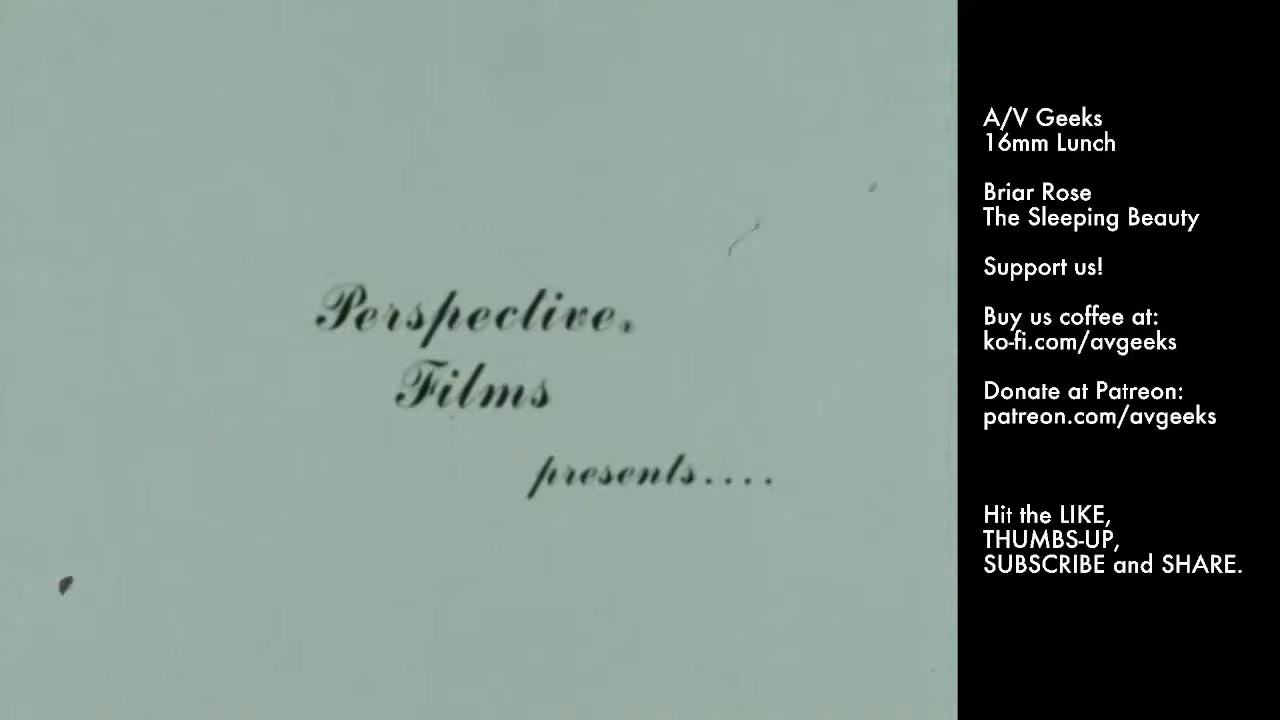 Perspective.
Films
presents....
A/V Geeks
16mm Lunch
Briar Rose
The Sleeping Beauty
Support us!
Buy us coffee at:
ko-fi.com/avgeeks
Donate at Patreon:
patreon.com/avgeeks
Hit the LIKE,
THUMBS-UP,
SUBSCRIBE and SHARE.